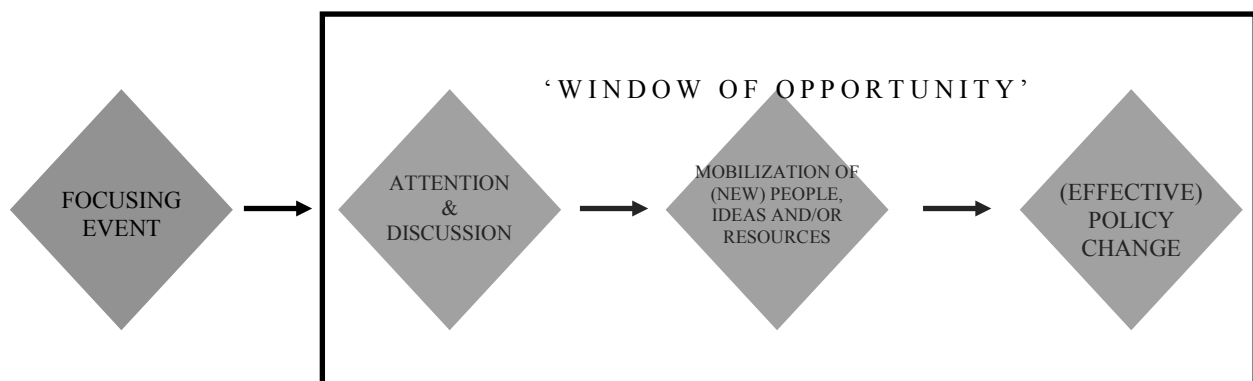 ‘WINDOW OF OPPORTUNITY’
FOCUSING
EVENT
ATTENTION
&
DISCUSSION
MOBILIZATION OF
(NEW) PEOPLE,
IDEAS AND/OR
RESOURCES
(EFFECTIVE)
POLICY
CHANGE